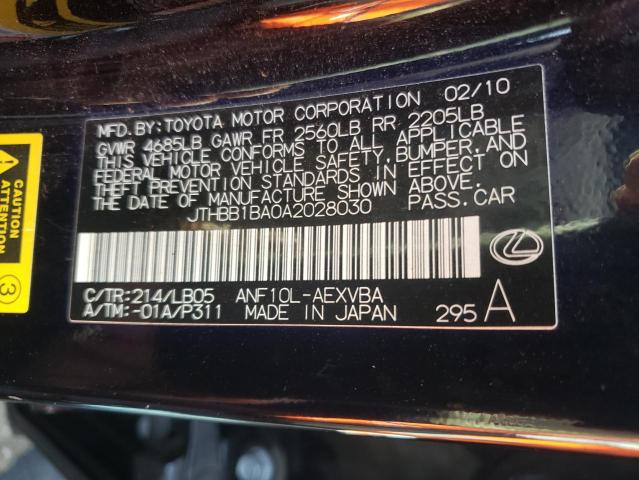 MFD.BY:TOYOTA MOTOR CORPORATION 02/10
GVWR 4685LB GAWR FR 2560LB RR 2205LB
THIS VEHICLE CONFORMS TO ALL APPLICABLE
FEDERAL MOTOR VEHICLE SAFETY, BUMPER, AND
THEFT PREVENTION STANDARDS IN EFFECT ON
THE DATE OF MANUFACTURE SHOWN ABOVE.
JTHBB1BA0A2028030 PASS.CAR
C/TR:214/LB05 ANF10L-AEXVBA
A/TM:-01A/P311 MADE IN JAPAN 295A
CAUTION
ATTENTION
3